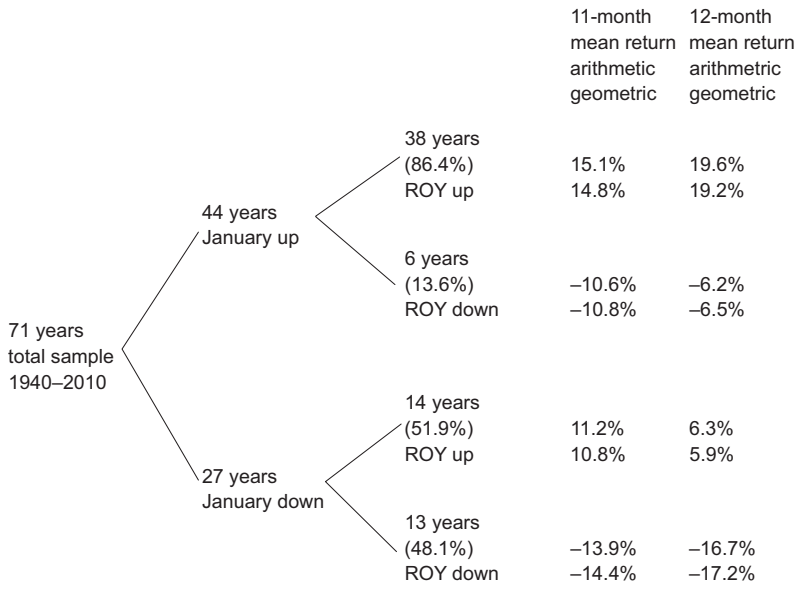 11-month 12-month
mean return mean return
arithmetic arithmetric
geometric geometric
38 years
(86.4%) 15.1% 19.6%
ROY up 14.8% 19.2%
44 years
January up
6 years
(13.6%) –10.6% –6.2%
ROY down –10.8% –6.5%
71 years
total sample
1940–2010
14 years
(51.9%) 11.2% 6.3%
ROY up 10.8% 5.9%
27 years
January down
13 years
(48.1%) –13.9% –16.7%
ROY down –14.4% –17.2%